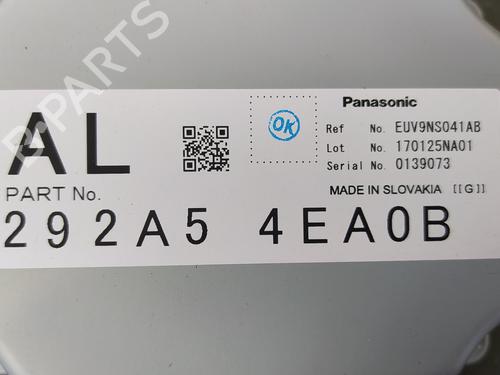 B-PARTS
AL
PART No.
292A5 4EA0B
OK
Panasonic
Ref No. EUV9NS041AB
Lot No. 170125NA01
Serial No. 0139073
MADE IN SLOVAKIA [[G]]